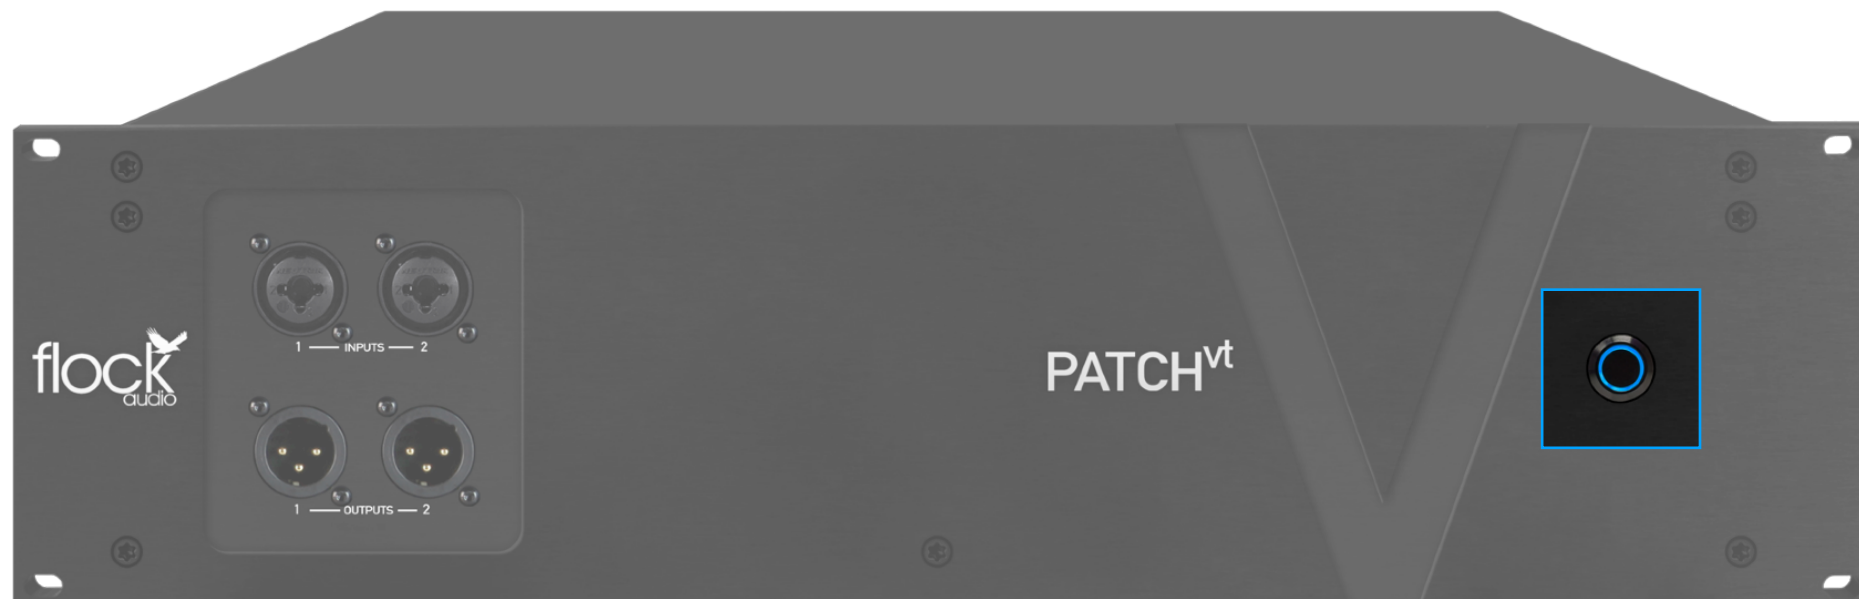 flock
audio
1 INPUTS 2
1 OUTPUTS 2
PATCHvt